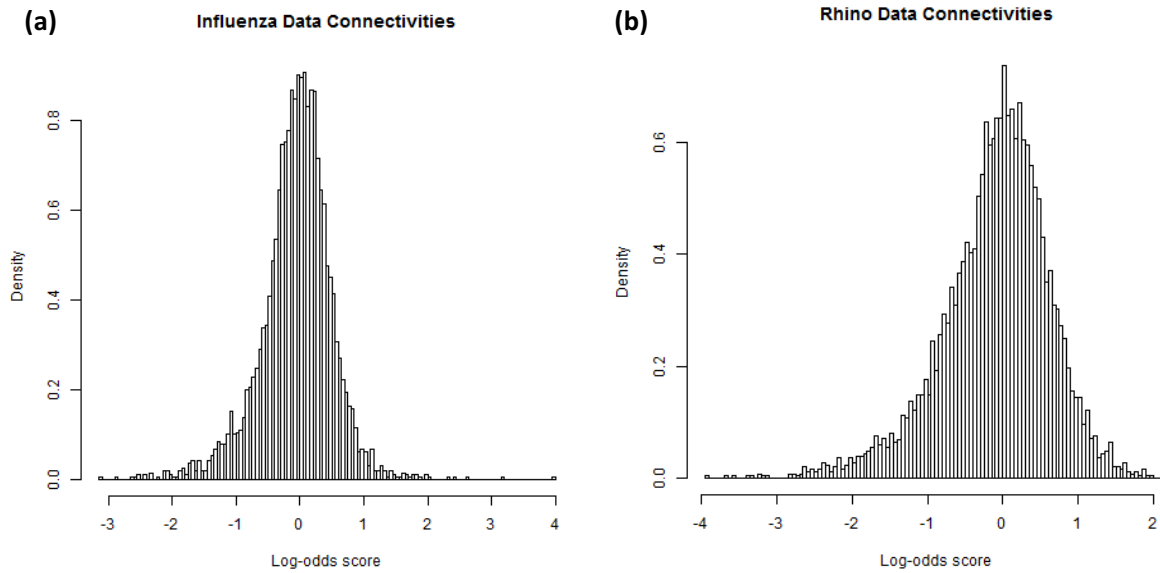 (a)
Influenza Data Connectivities
0.8
0.6
0.4
0.2
0.0
Density
-3 -2 -1 0 1 2 3 4
Log-odds score
(b)
Rhino Data Connectivities
0.6
0.4
0.2
0.0
Density
-4 -3 -2 -1 0 1 2
Log-odds score